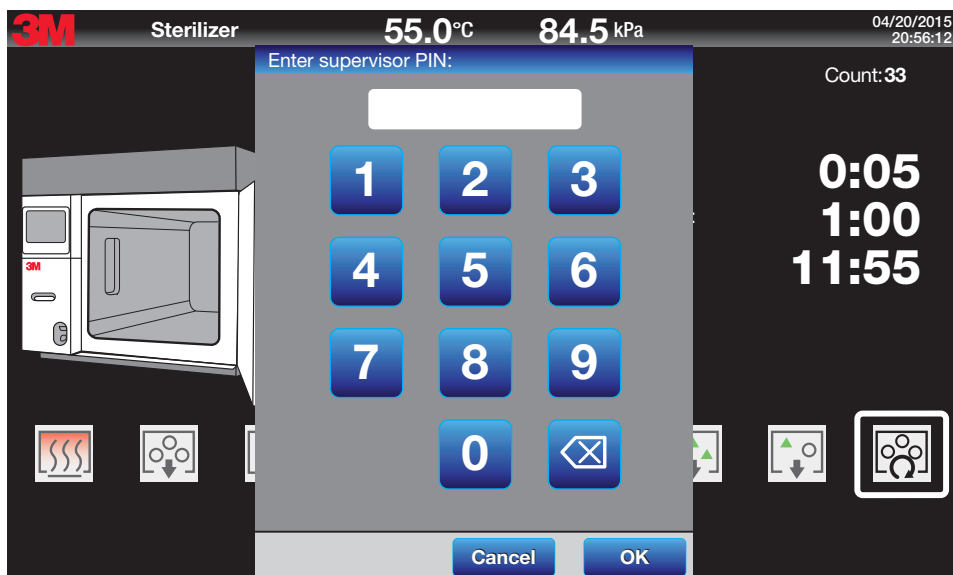 3M Sterilizer 55.0°C 84.5 kPa 04/20/2015
20:56:12
Enter supervisor PIN:
Count:33
1 2 3
0:05
: 1:00
11:55
3M
4 5 6
7 8 9
0
Cancel OK